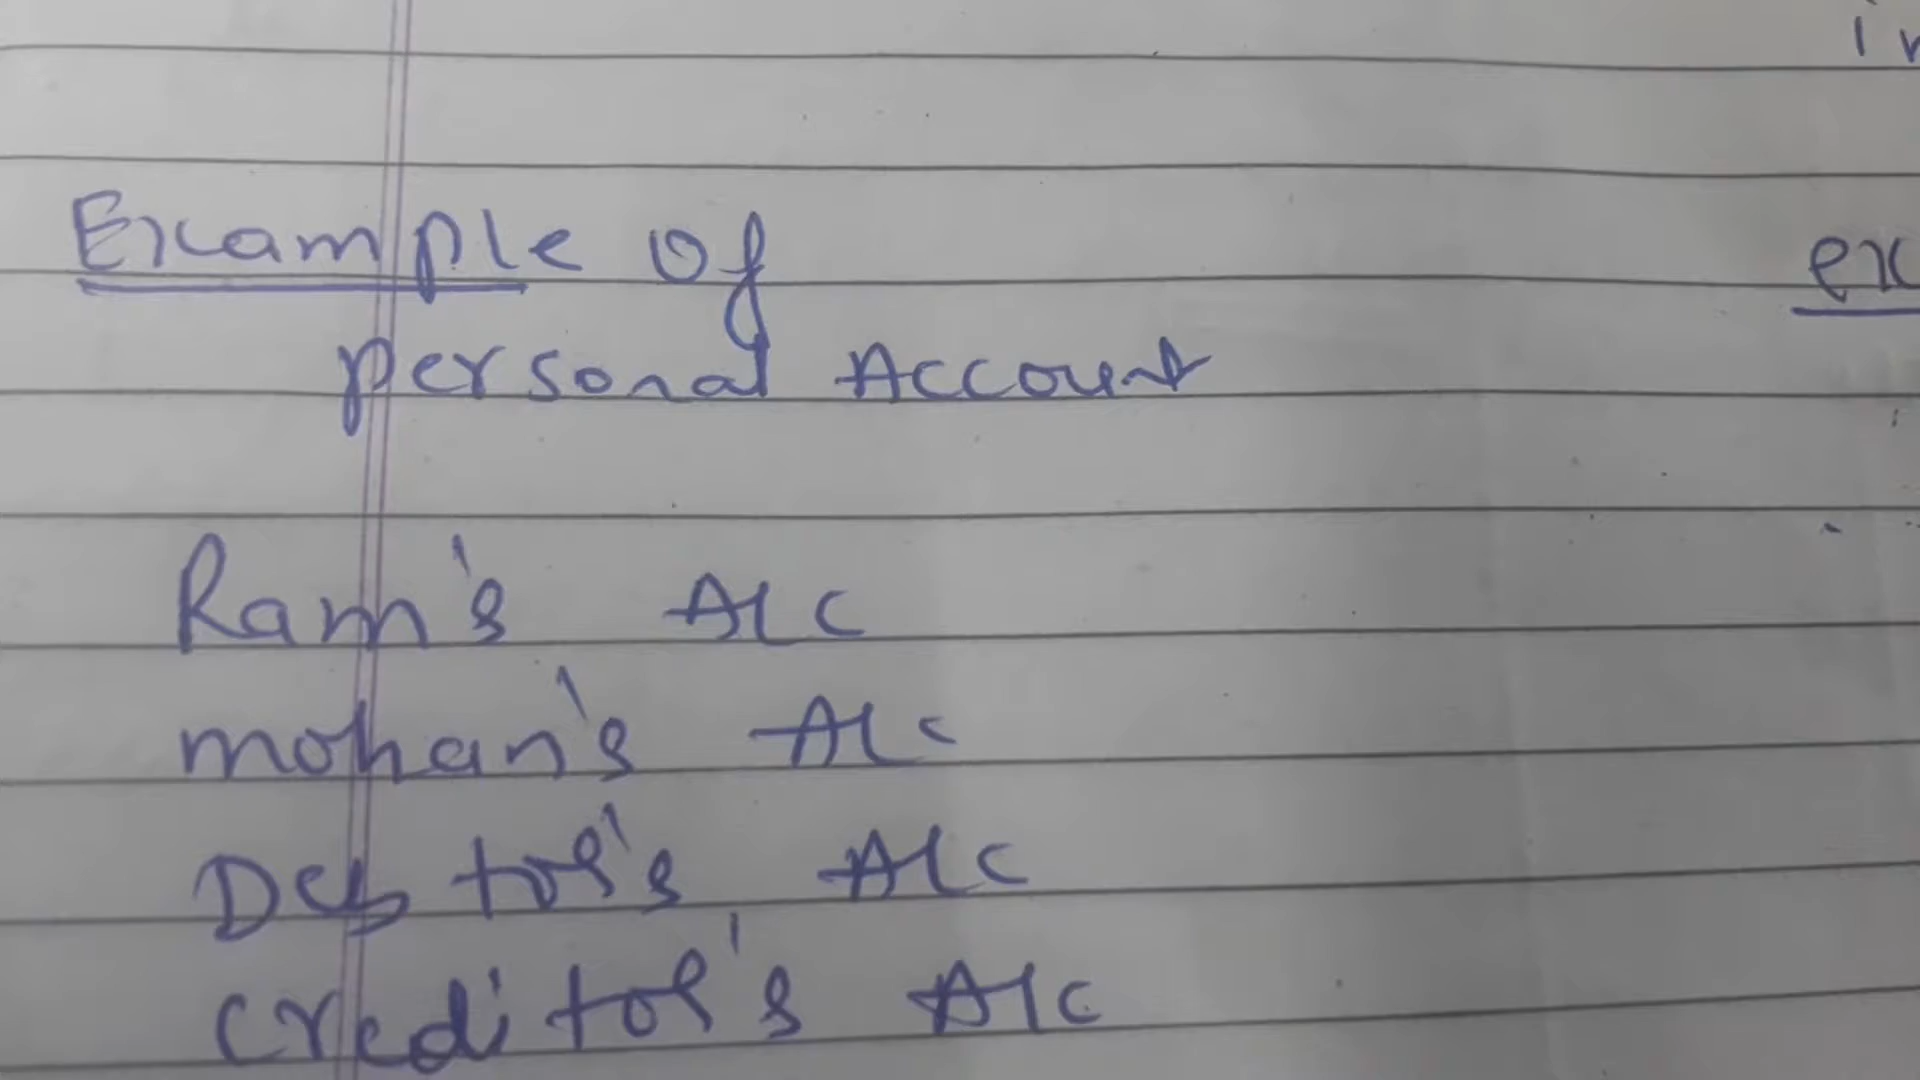 Example of
personal Account
Ram's A/c
mohan's A/c
Debtor's A/c
creditor's A/c